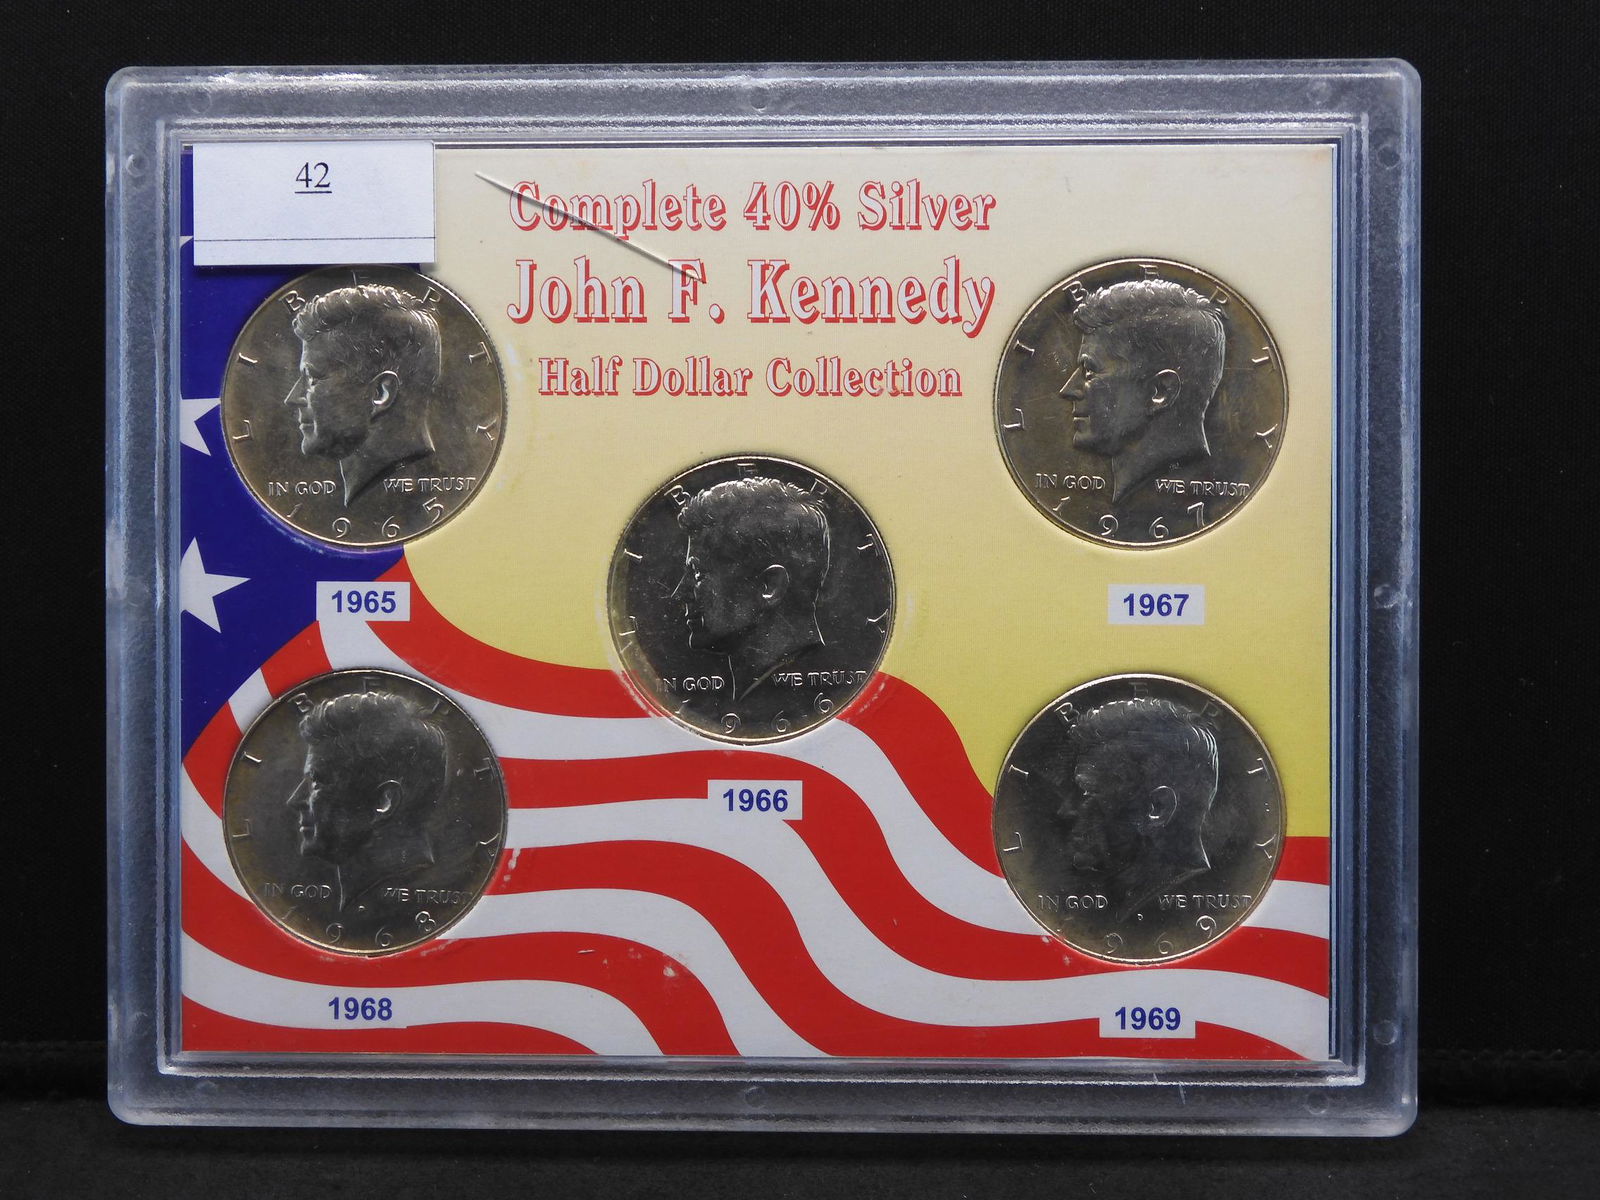 42
Complete 40% Silver
John F. Kennedy
Half Dollar Collection
LIBERTY
IN GOD WE TRUST
1965
1965
LIBERTY
IN GOD WE TRUST
1967
1967
LIBERTY
IN GOD WE TRUST
1966
1966
LIBERTY
IN GOD WE TRUST
1968
1968
LIBERTY
IN GOD WE TRUST
1969
1969